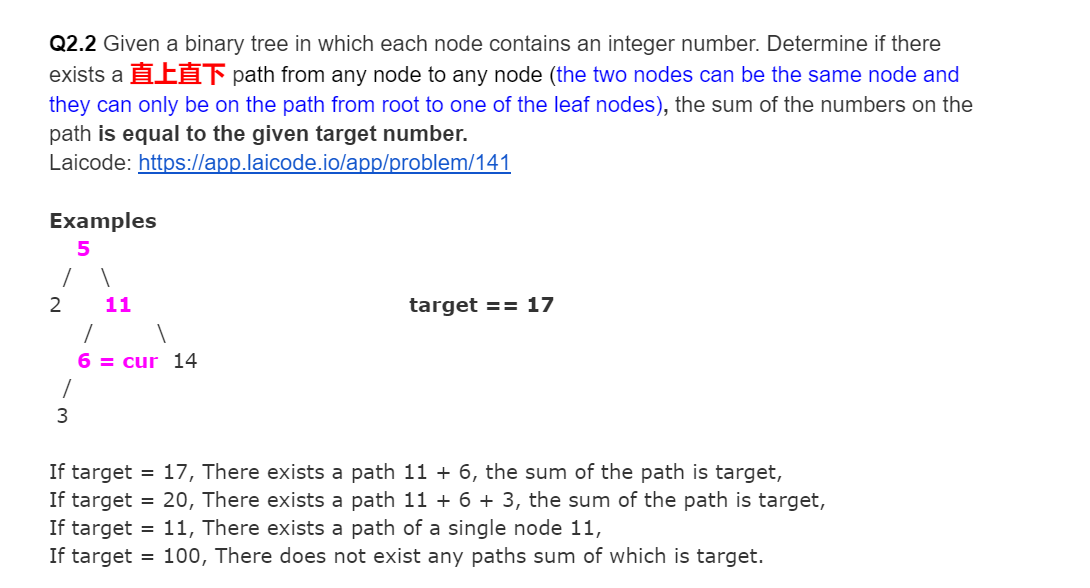 Q2.2 Given a binary tree in which each node contains an integer number. Determine if there
exists a 直上直下 path from any node to any node (the two nodes can be the same node and
they can only be on the path from root to one of the leaf nodes), the sum of the numbers on the
path is equal to the given target number.
Laicode: https://app.laicode.io/app/problem/141
Examples
5
/ \
2 11 target == 17
/ \
6 = cur 14
/
3
If target = 17, There exists a path 11 + 6, the sum of the path is target,
If target = 20, There exists a path 11 + 6 + 3, the sum of the path is target,
If target = 11, There exists a path of a single node 11,
If target = 100, There does not exist any paths sum of which is target.